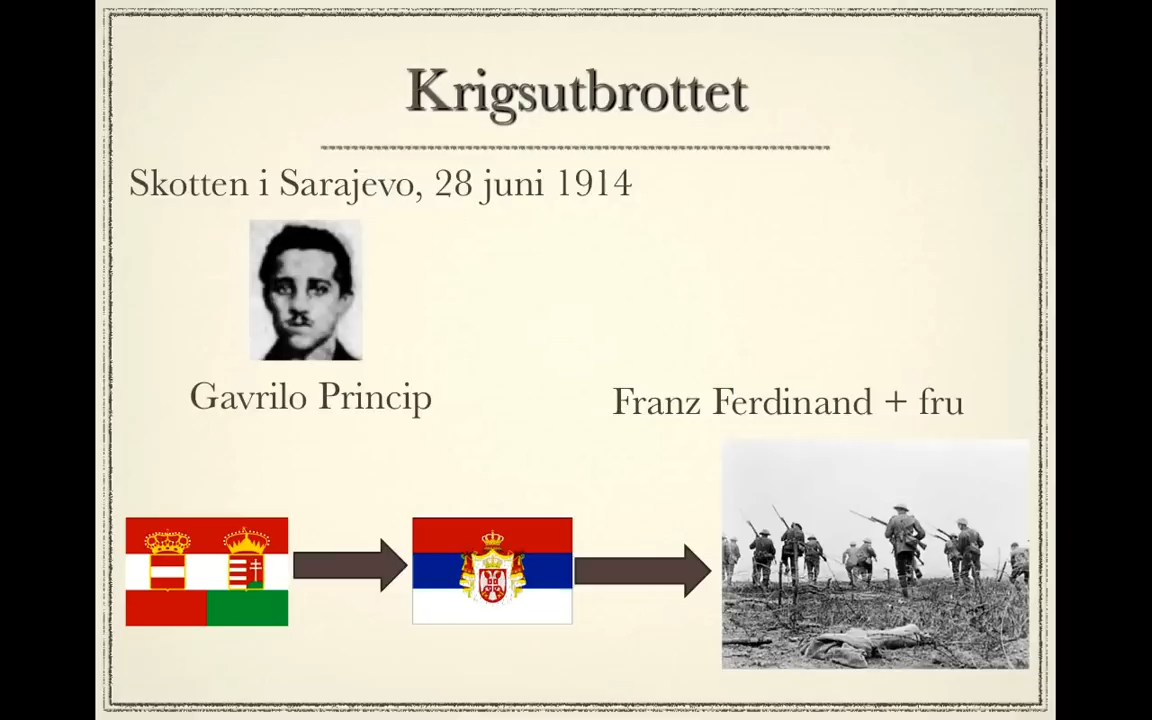 Krigsutbrottet
Skotten i Sarajevo, 28 juni 1914
Gavrilo Princip
Franz Ferdinand + fru